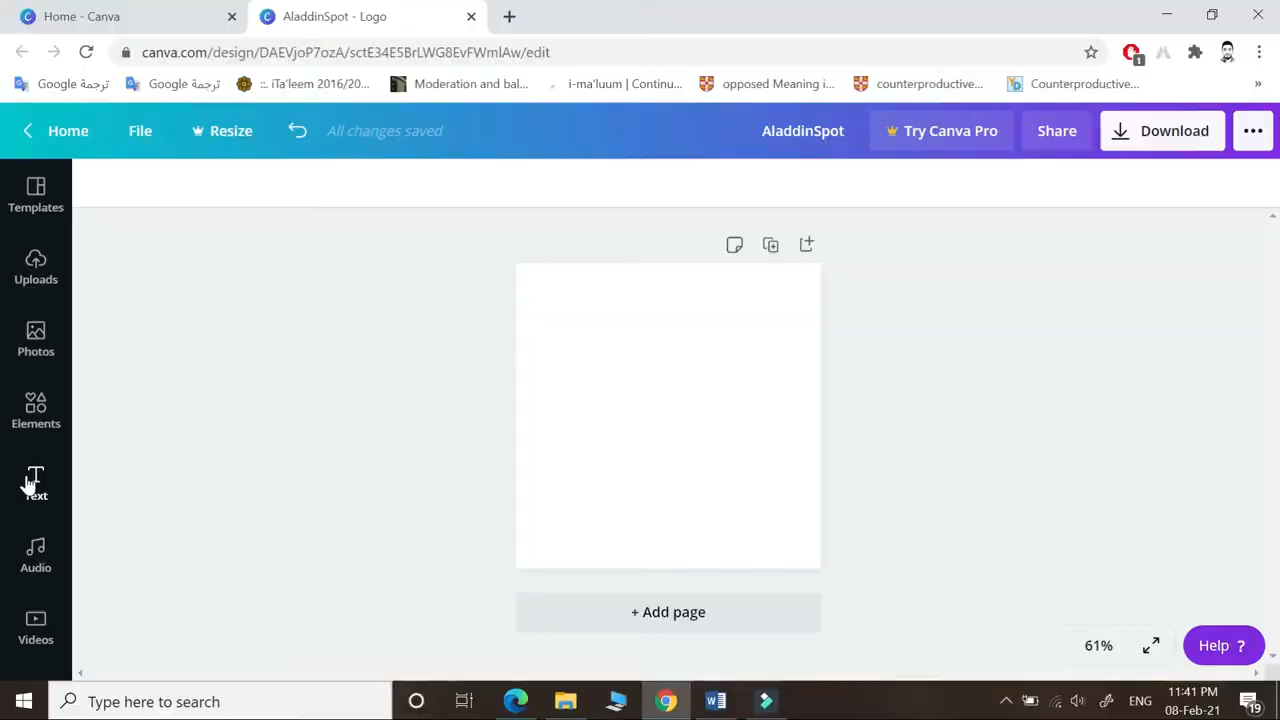 Home - Canva
AladdinSpot - Logo
canva.com/design/DAEVjoP7ozA/sctE34E5BrLWG8EvFWmlAw/edit
1
ترجمة Google
ترجمة Google
::. iTa'leem 2016/20...
Moderation and bal...
i-ma'luum | Continu...
opposed Meaning i...
counterproductive...
Counterproductive...
»
Home
File
Resize
All changes saved
AladdinSpot
Try Canva Pro
Share
Download
Templates
Uploads
Photos
Elements
Text
Audio
Videos
+ Add page
61%
Help ?
Type here to search
ENG
11:41 PM
08-Feb-21
19